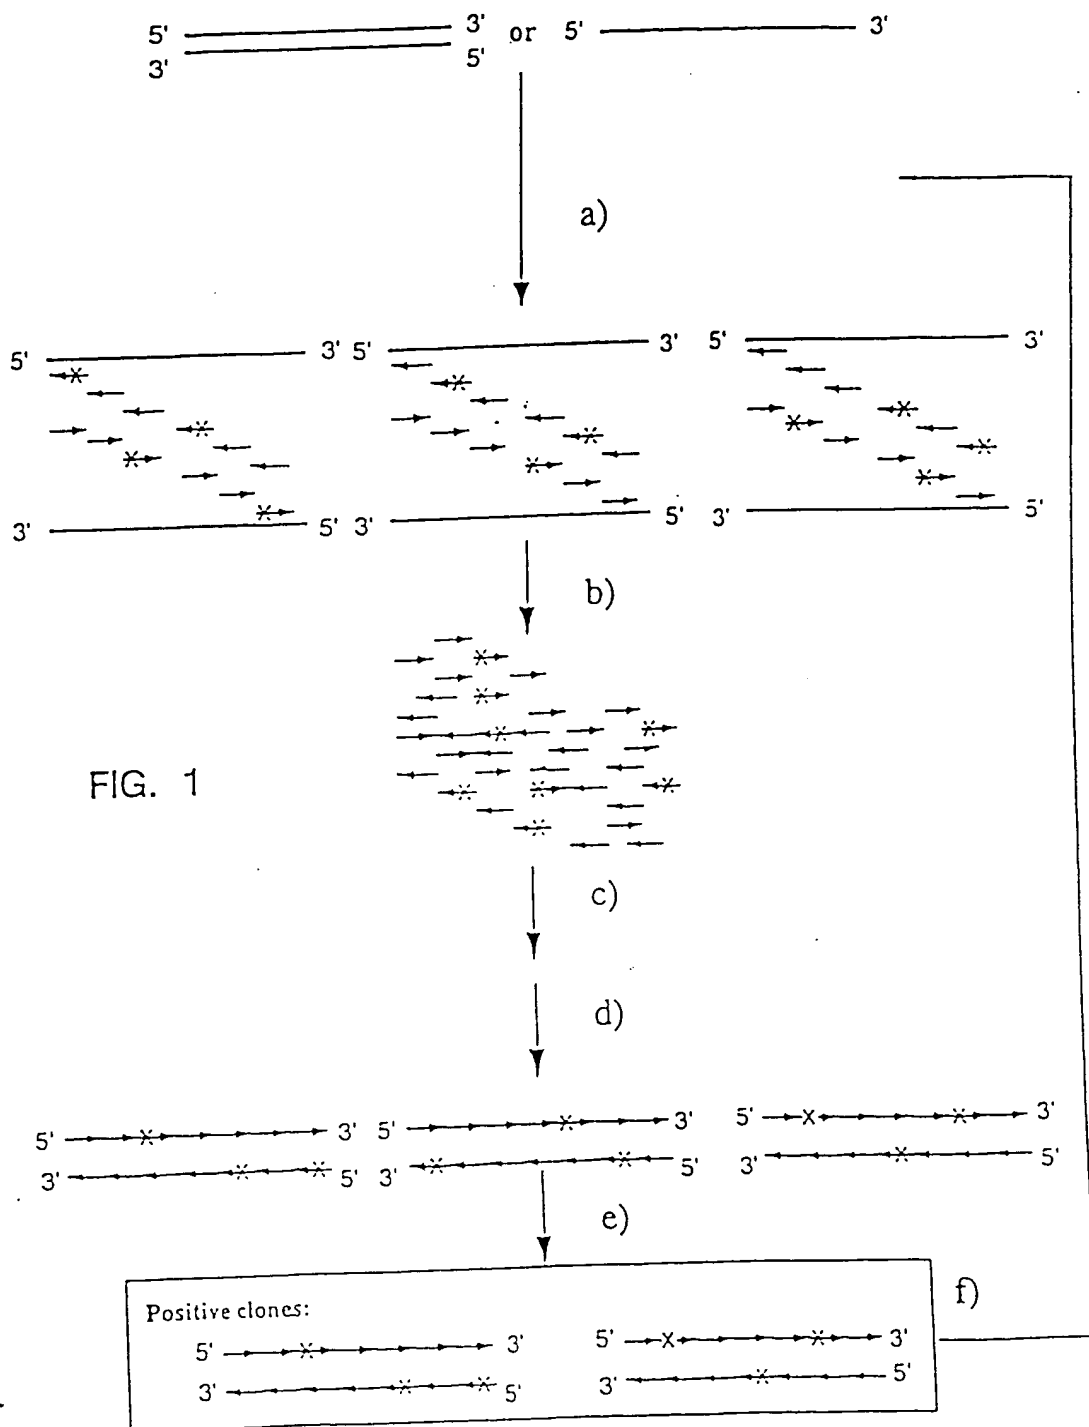 5' 3' or 5' 3'
3' 5'
a)
5' 3' 5' 3' 5' 3'
3' 5' 3' 5' 3' 5'
b)
FIG. 1
c)
d)
5' 3' 5' 3' 5' 3'
3' 5' 3' 5' 3' 5'
e)
Positive clones:
f)
5' 3' 5' 3'
3' 5' 3' 5'